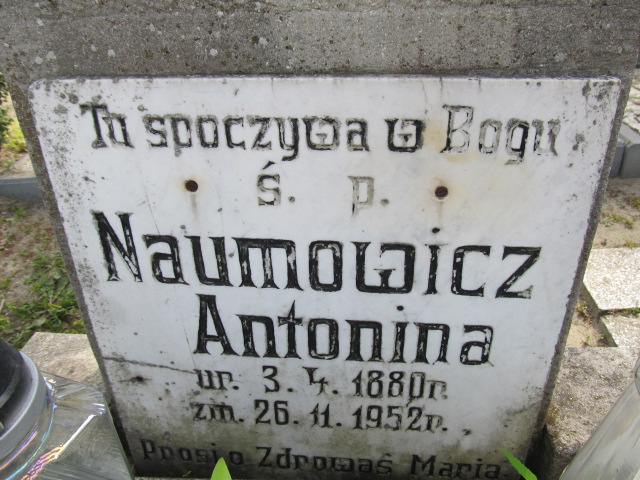 Tu spoczywa w Bogu
ś. p.
Naumowicz
Antonina
ur. 3. 4. 1880r.
zm. 26. 11. 1952r.
Prosi o Zdrowaś Maria